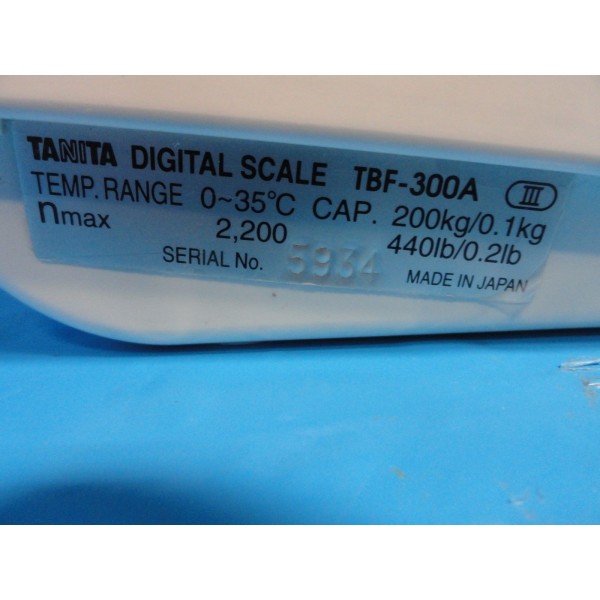 TANITA DIGITAL SCALE TBF-300A III
TEMP. RANGE 0~35°C CAP. 200kg/0.1kg
nmax 2,200 440lb/0.2lb
SERIAL No. 5934 MADE IN JAPAN